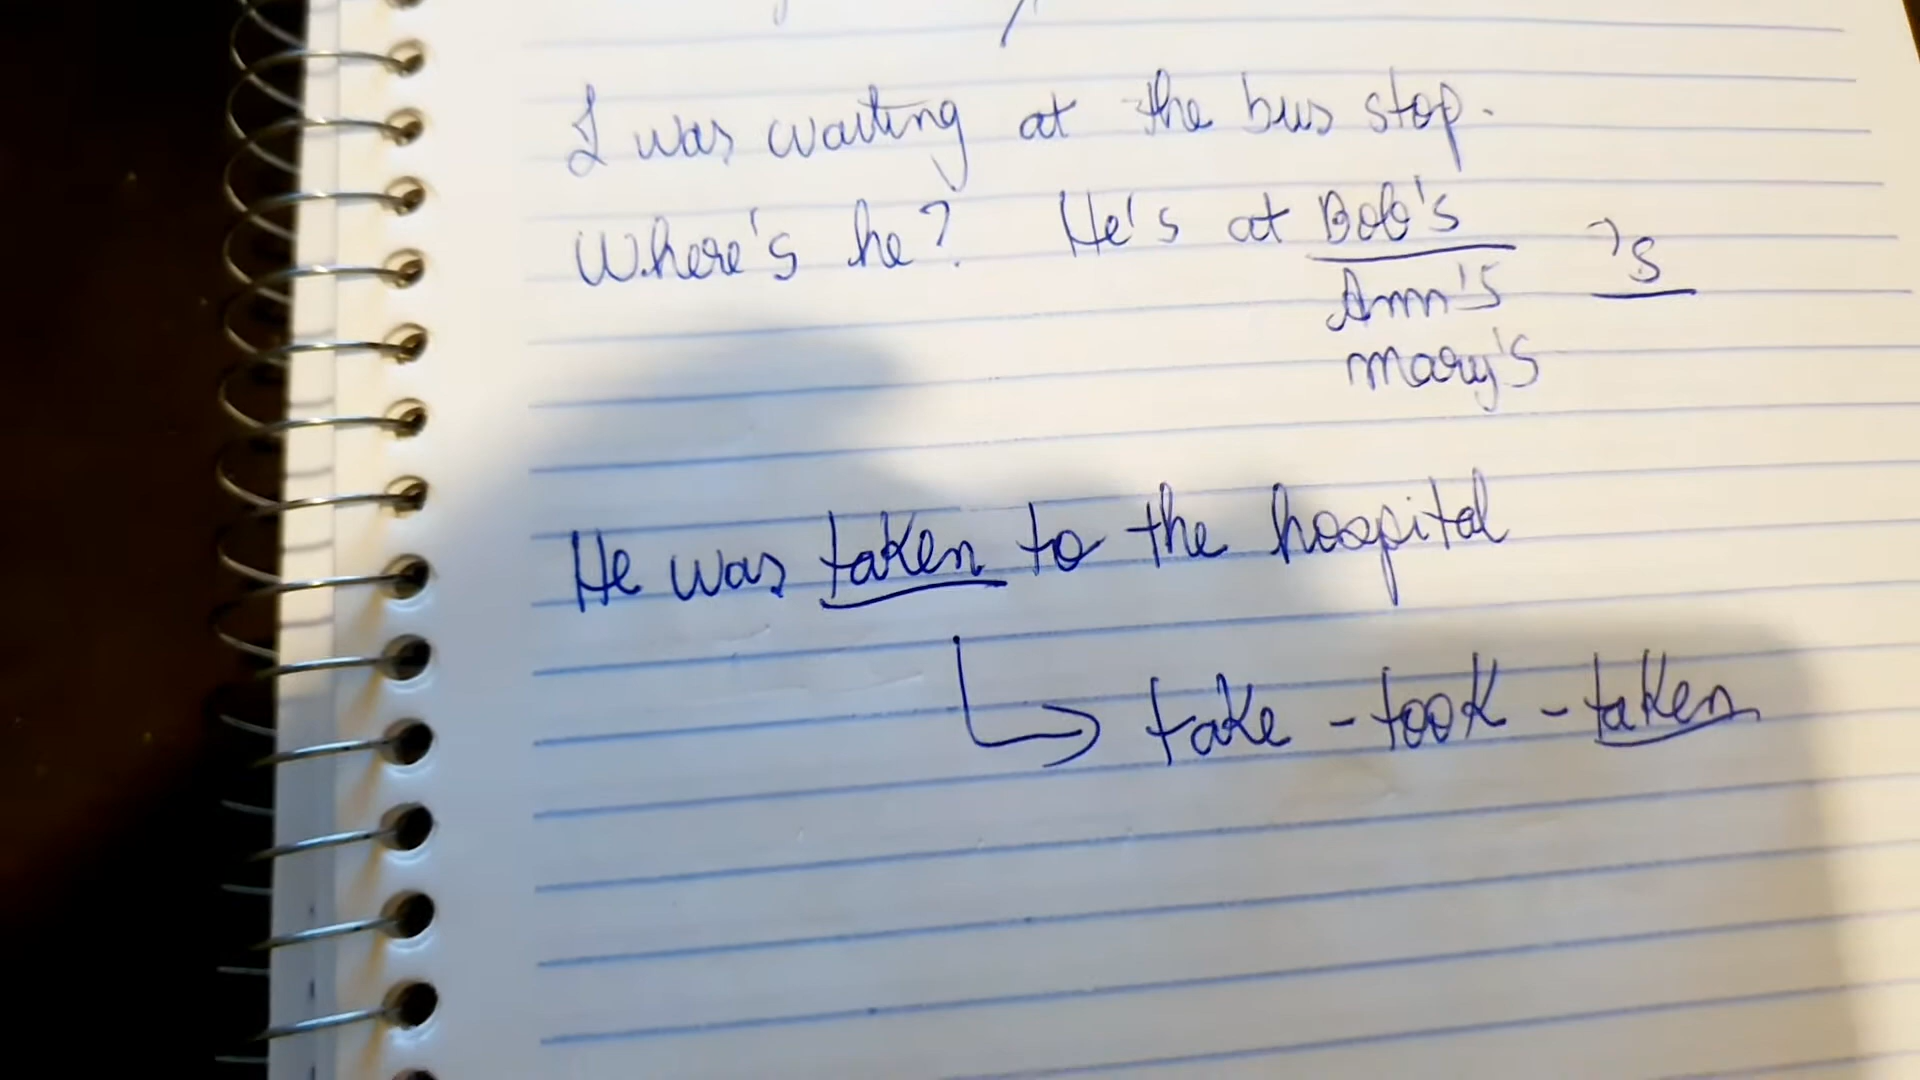 I was waiting at the bus stop.
Where's he? He's at Bob's 's
Ann's
Mary's
He was taken to the hospital
take - took - taken